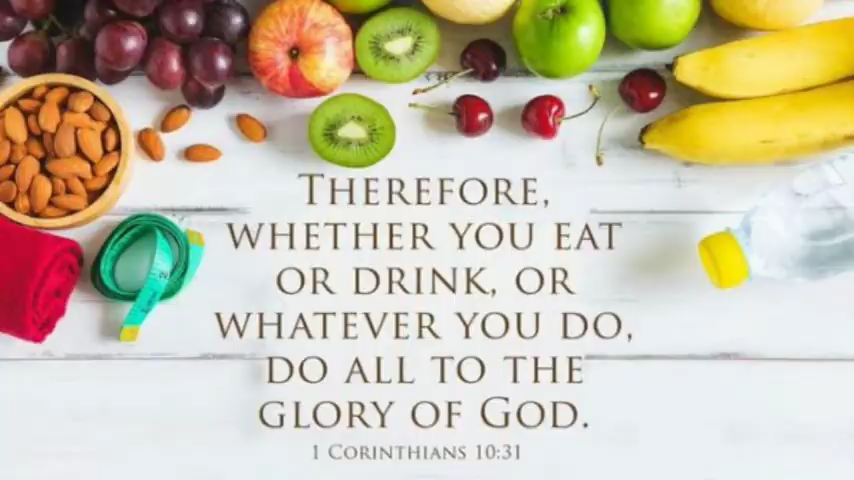 Therefore,
whether you eat
or drink, or
whatever you do,
do all to the
glory of God.
1 Corinthians 10:31